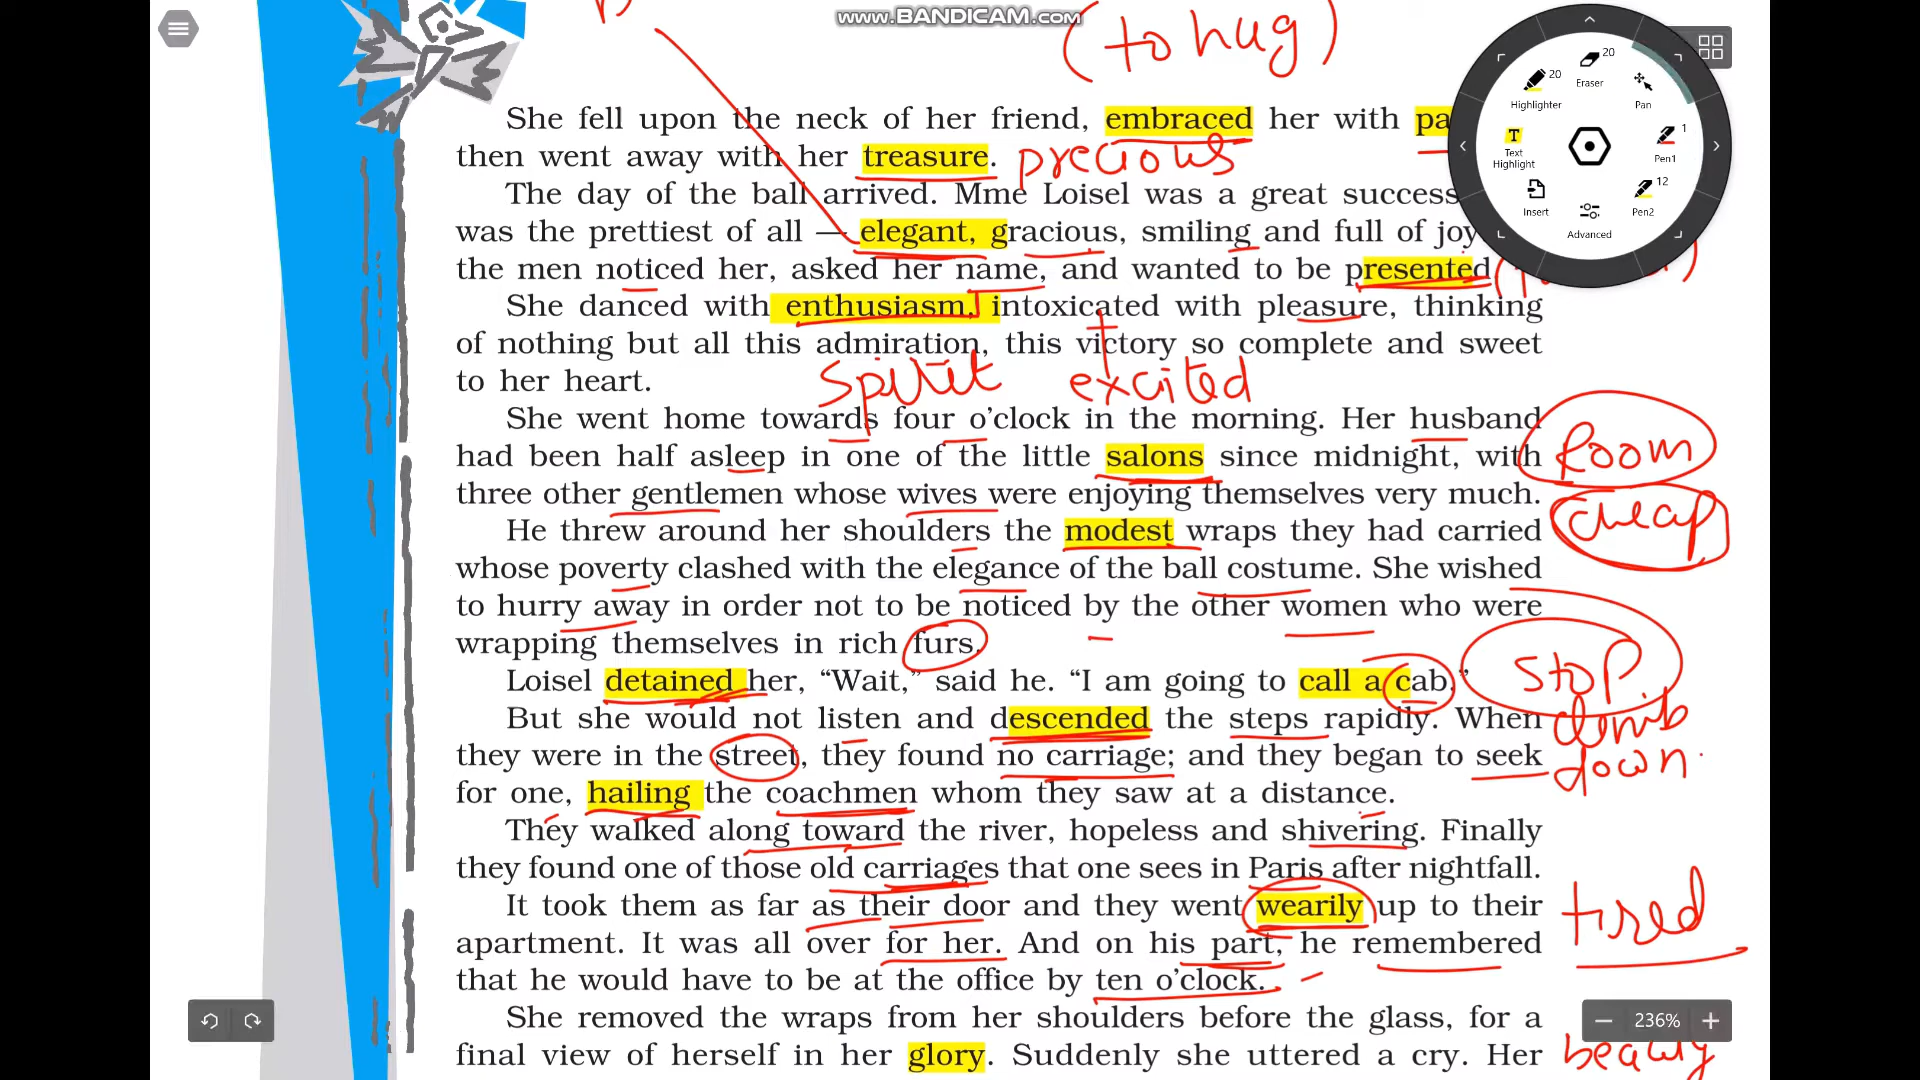 www.BANDICAM.com
(to hug)
She fell upon the neck of her friend, embraced her with pa
then went away with her treasure. precious
The day of the ball arrived. Mme Loisel was a great success
was the prettiest of all — elegant, gracious, smiling and full of joy
the men noticed her, asked her name, and wanted to be presented
She danced with enthusiasm, intoxicated with pleasure, thinking
of nothing but all this admiration, this victory so complete and sweet
to her heart. spirit excited
She went home towards four o'clock in the morning. Her husband
had been half asleep in one of the little salons since midnight, with Room
three other gentlemen whose wives were enjoying themselves very much.
He threw around her shoulders the modest wraps they had carried cheap
whose poverty clashed with the elegance of the ball costume. She wished
to hurry away in order not to be noticed by the other women who were
wrapping themselves in rich furs.
Loisel detained her, “Wait,” said he. “I am going to call a cab.” Stop
But she would not listen and descended the steps rapidly. When climb
they were in the street, they found no carriage; and they began to seek down.
for one, hailing the coachmen whom they saw at a distance.
They walked along toward the river, hopeless and shivering. Finally
they found one of those old carriages that one sees in Paris after nightfall.
It took them as far as their door and they went wearily up to their tired
apartment. It was all over for her. And on his part, he remembered
that he would have to be at the office by ten o'clock.
She removed the wraps from her shoulders before the glass, for a
final view of herself in her glory. Suddenly she uttered a cry. Her beauty
20
Eraser
20
Highlighter
Pan
T
Text
Highlight
1
Pen1
Insert
12
Pen2
Advanced
236%